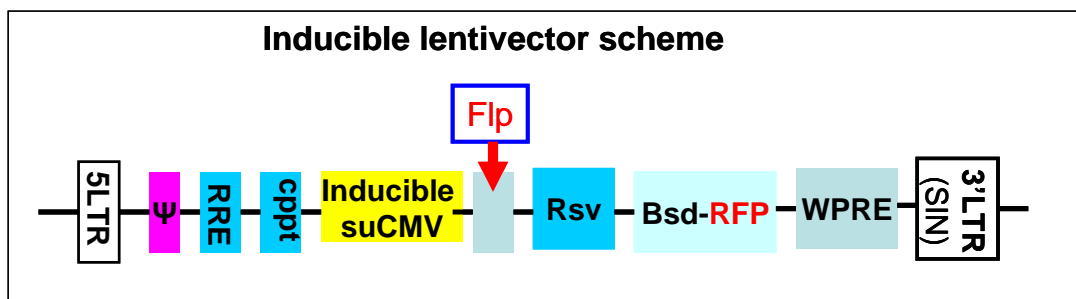 Inducible lentivector scheme
Flp
5LTR
Ψ
RRE
cppt
Inducible
suCMV
Rsv
Bsd-RFP
WPRE
3'LTR
(SIN)